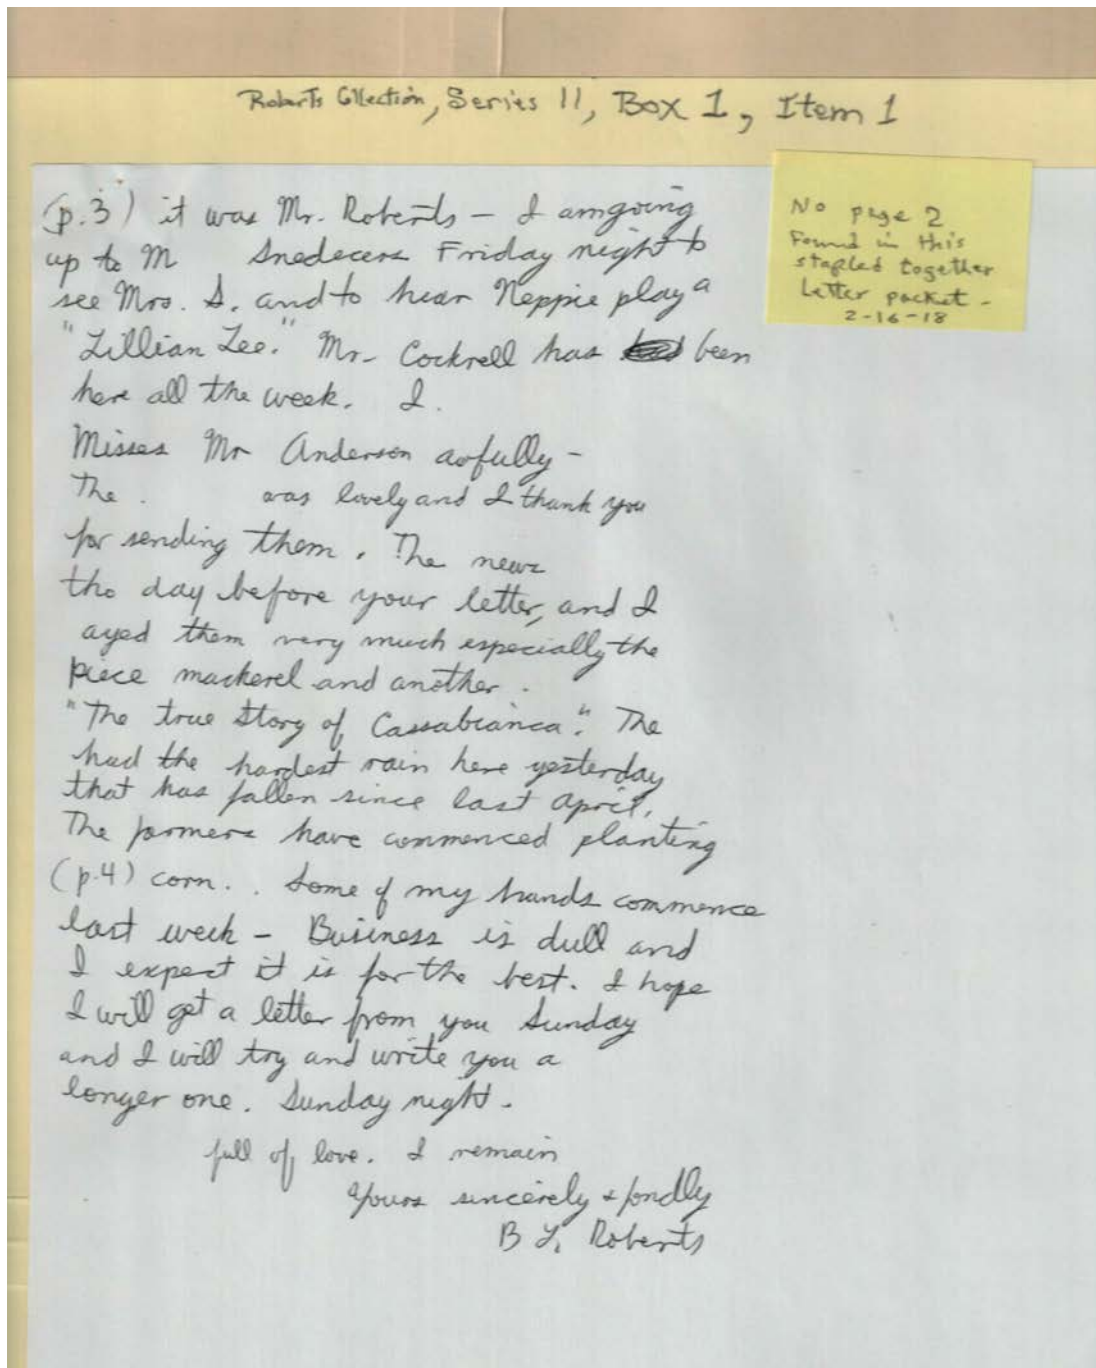 Roberts Collection, Series 11, Box 1, Item 1
No page 2
Found in this
stapled together
Letter packet -
2-16-18
(p.3) it was Mr. Roberts - I am going
up to M Snedecers Friday night to
see Mrs. S. and to hear Neppie play a
"Lillian Lee." Mr. Cockrell has been
here all the week. I.
Misses Mr Anderson awfully -
The . was lovely and I thank you
for sending them. The news
the day before your letter, and I
ayed them very much especially the
piece mackerel and another .
"The true Story of Cassabianca". The
had the hardest rain here yesterday
that has fallen since last April.
The farmers have commenced planting
(p.4) corn. . Some of my hands commence
last week - Business is dull and
I expect it is for the best. I hope
I will get a letter from you Sunday
and I will try and write you a
longer one. Sunday night.
full of love. I remain
yours sincerely & fondly
B L. Roberts